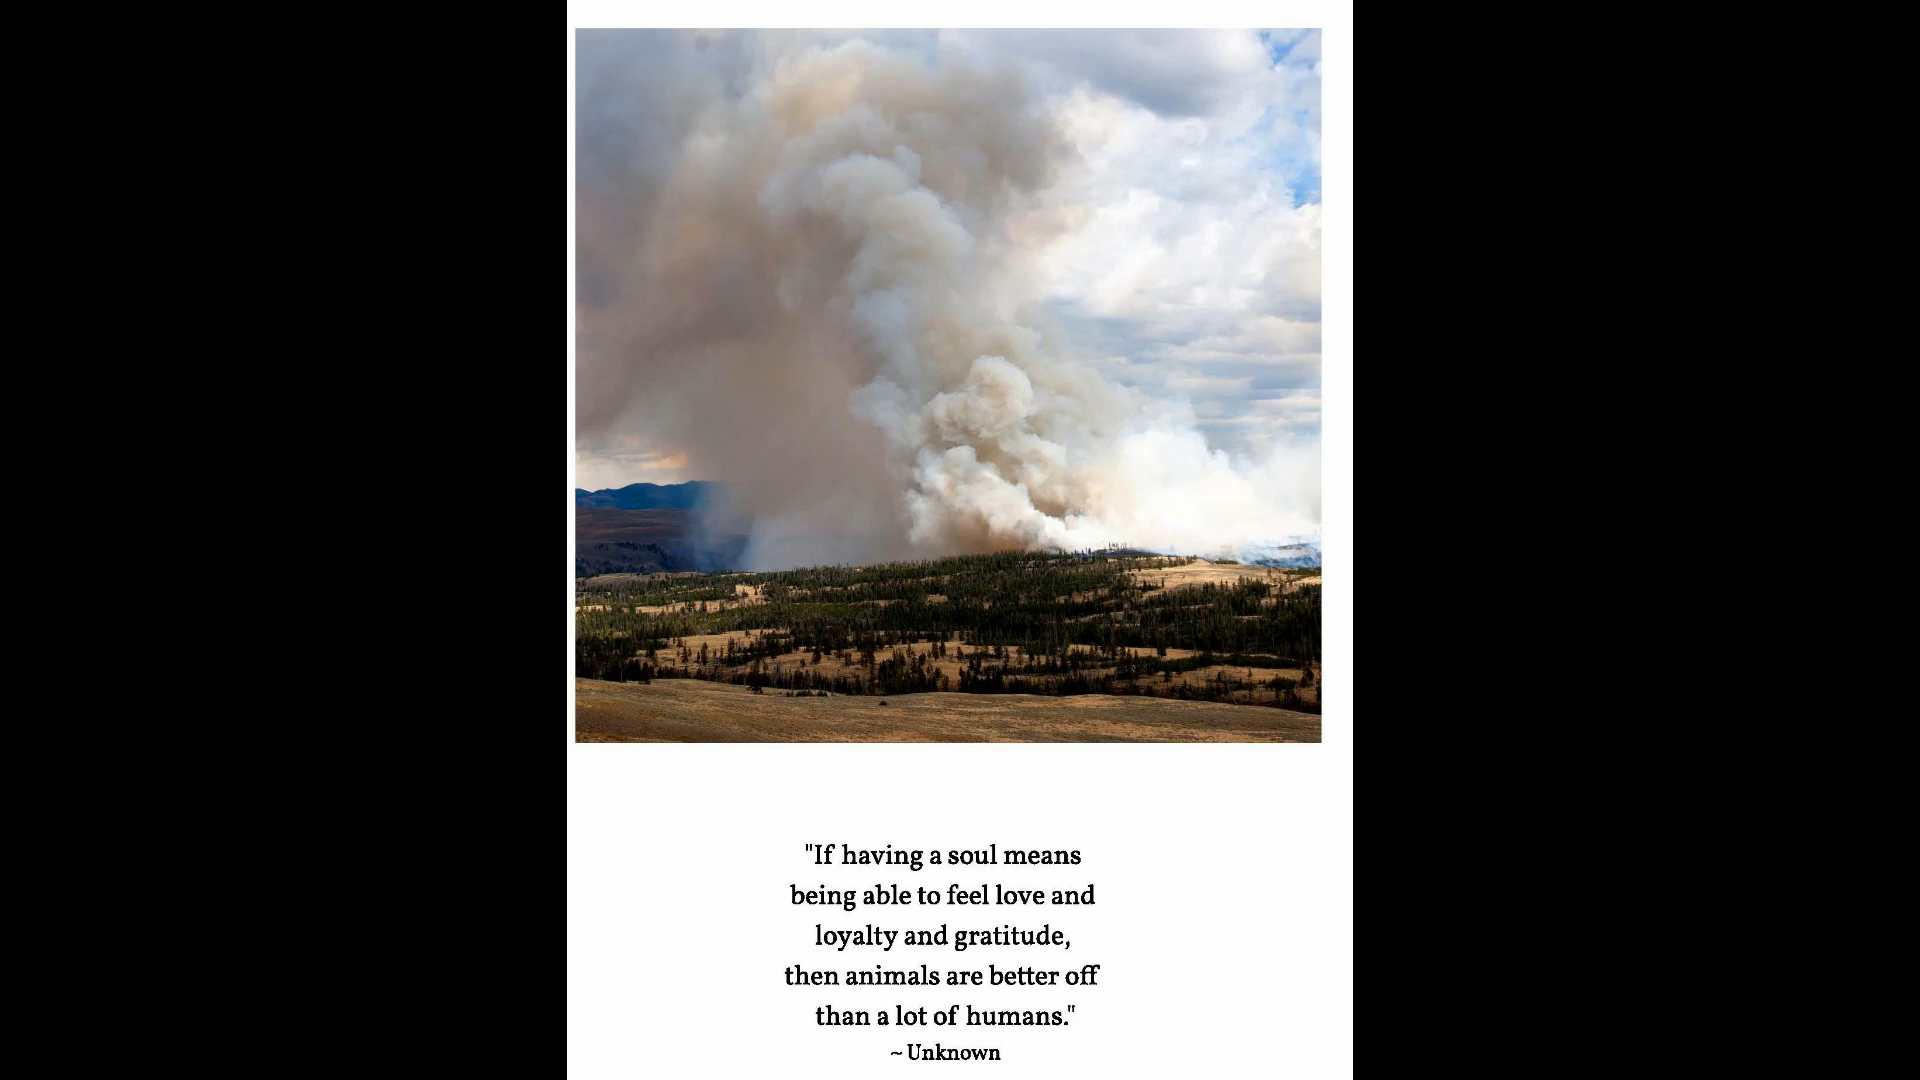 "If having a soul means
being able to feel love and
loyalty and gratitude,
then animals are better off
than a lot of humans."
~ Unknown